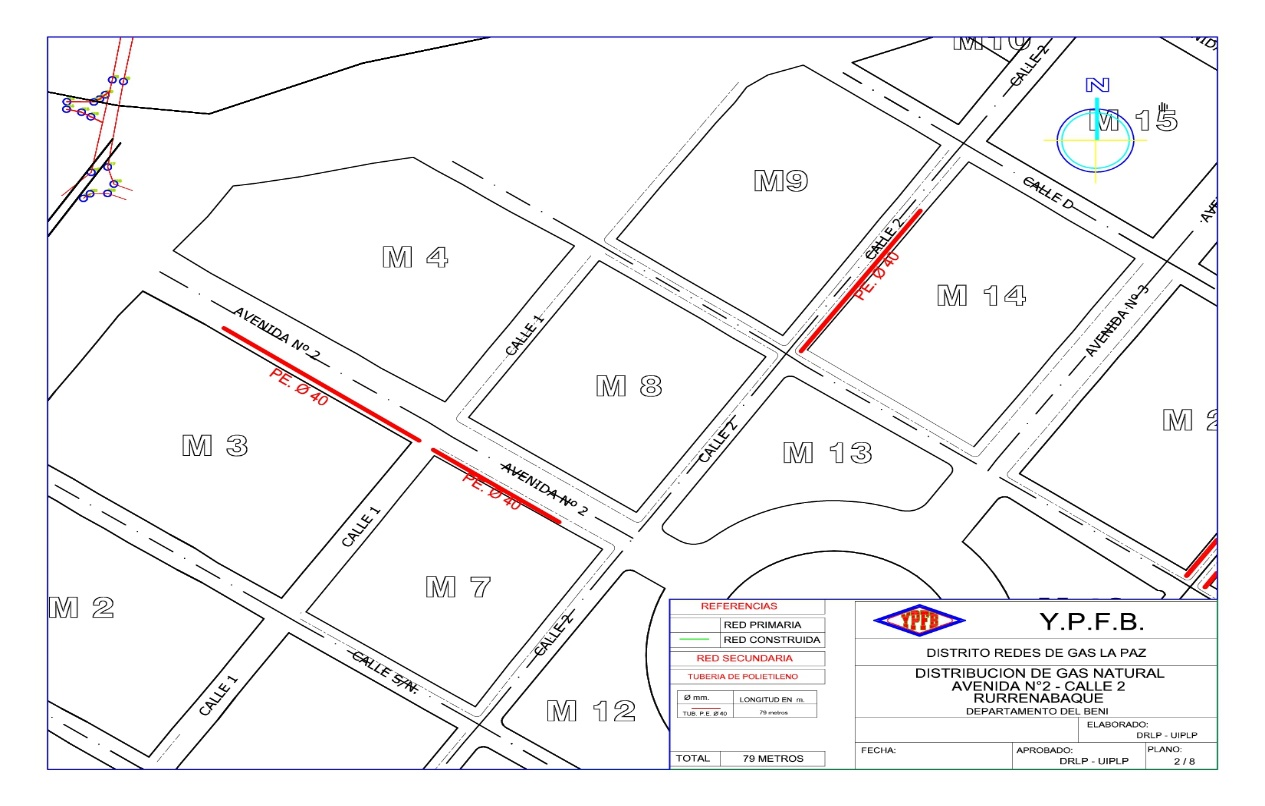 M10
CALLE 2
N
M 15
M9
CALLE D
M 4
CALLE 2
PE. Ø 40
M 14
AVENIDA Nº 3
AVENIDA Nº 2
CALLE 1
PE. Ø 40
M 8
M 2
M 3
CALLE 2
M 13
AVENIDA Nº 2
PE. Ø 40
CALLE 1
M 7
M 2
CALLE 2
CALLE S/N.
CALLE 1
M 12
REFERENCIAS
RED PRIMARIA
RED CONSTRUIDA
RED SECUNDARIA
TUBERIA DE POLIETILENO
Ø mm. LONGITUD EN m.
TUB. P.E. Ø 40 79 metros
TOTAL 79 METROS
YPFB
Y.P.F.B.
DISTRITO REDES DE GAS LA PAZ
DISTRIBUCION DE GAS NATURAL
AVENIDA N°2 - CALLE 2
RURRENABAQUE
DEPARTAMENTO DEL BENI
ELABORADO:
DRLP - UIPLP
FECHA:
APROBADO:
DRLP - UIPLP
PLANO:
2 / 8